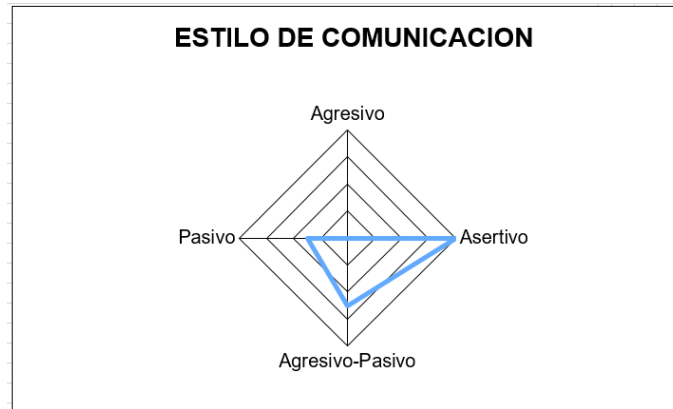 ESTILO DE COMUNICACION
Agresivo
Pasivo
Asertivo
Agresivo-Pasivo